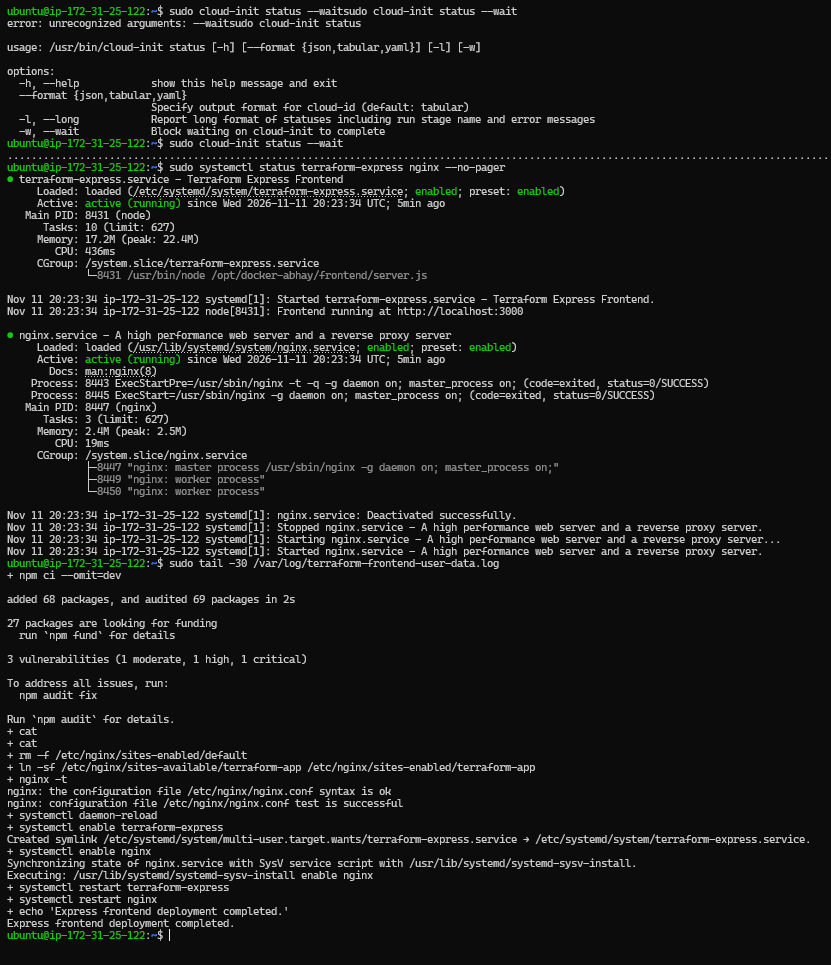 ubuntu@ip-172-31-25-122:~$ sudo cloud-init status --waitsudo cloud-init status --wait
error: unrecognized arguments: --waitsudo cloud-init status

usage: /usr/bin/cloud-init status [-h] [--format {json,tabular,yaml}] [-l] [-w]

options:
  -h, --help            show this help message and exit
  --format {json,tabular,yaml}
                        Specify output format for cloud-id (default: tabular)
  -l, --long            Report long format of statuses including run stage name and error messages
  -w, --wait            Block waiting on cloud-init to complete
ubuntu@ip-172-31-25-122:~$ sudo cloud-init status --wait
.........................................................................................................................................
ubuntu@ip-172-31-25-122:~$ sudo systemctl status terraform-express nginx --no-pager
● terraform-express.service - Terraform Express Frontend
     Loaded: loaded (/etc/systemd/system/terraform-express.service; enabled; preset: enabled)
     Active: active (running) since Wed 2026-11-11 20:23:34 UTC; 5min ago
   Main PID: 8431 (node)
      Tasks: 10 (limit: 627)
     Memory: 17.2M (peak: 22.4M)
        CPU: 436ms
     CGroup: /system.slice/terraform-express.service
             └─8431 /usr/bin/node /opt/docker-abhay/frontend/server.js

Nov 11 20:23:34 ip-172-31-25-122 systemd[1]: Started terraform-express.service - Terraform Express Frontend.
Nov 11 20:23:34 ip-172-31-25-122 node[8431]: Frontend running at http://localhost:3000

● nginx.service - A high performance web server and a reverse proxy server
     Loaded: loaded (/usr/lib/systemd/system/nginx.service; enabled; preset: enabled)
     Active: active (running) since Wed 2026-11-11 20:23:34 UTC; 5min ago
       Docs: man:nginx(8)
    Process: 8443 ExecStartPre=/usr/sbin/nginx -t -q -g daemon on; master_process on; (code=exited, status=0/SUCCESS)
    Process: 8445 ExecStart=/usr/sbin/nginx -g daemon on; master_process on; (code=exited, status=0/SUCCESS)
   Main PID: 8447 (nginx)
      Tasks: 3 (limit: 627)
     Memory: 2.4M (peak: 2.5M)
        CPU: 19ms
     CGroup: /system.slice/nginx.service
             ├─8447 "nginx: master process /usr/sbin/nginx -g daemon on; master_process on;"
             ├─8449 "nginx: worker process"
             └─8450 "nginx: worker process"

Nov 11 20:23:34 ip-172-31-25-122 systemd[1]: nginx.service: Deactivated successfully.
Nov 11 20:23:34 ip-172-31-25-122 systemd[1]: Stopped nginx.service - A high performance web server and a reverse proxy server.
Nov 11 20:23:34 ip-172-31-25-122 systemd[1]: Starting nginx.service - A high performance web server and a reverse proxy server...
Nov 11 20:23:34 ip-172-31-25-122 systemd[1]: Started nginx.service - A high performance web server and a reverse proxy server.
ubuntu@ip-172-31-25-122:~$ sudo tail -30 /var/log/terraform-frontend-user-data.log
+ npm ci --omit=dev

added 68 packages, and audited 69 packages in 2s

27 packages are looking for funding
  run `npm fund` for details

3 vulnerabilities (1 moderate, 1 high, 1 critical)

To address all issues, run:
  npm audit fix

Run `npm audit` for details.
+ cat
+ cat
+ rm -f /etc/nginx/sites-enabled/default
+ ln -sf /etc/nginx/sites-available/terraform-app /etc/nginx/sites-enabled/terraform-app
+ nginx -t
nginx: the configuration file /etc/nginx/nginx.conf syntax is ok
nginx: configuration file /etc/nginx/nginx.conf test is successful
+ systemctl daemon-reload
+ systemctl enable terraform-express
Created symlink /etc/systemd/system/multi-user.target.wants/terraform-express.service → /etc/systemd/system/terraform-express.service.
+ systemctl enable nginx
Synchronizing state of nginx.service with SysV service script with /usr/lib/systemd/systemd-sysv-install.
Executing: /usr/lib/systemd/systemd-sysv-install enable nginx
+ systemctl restart terraform-express
+ systemctl restart nginx
+ echo 'Express frontend deployment completed.'
Express frontend deployment completed.
ubuntu@ip-172-31-25-122:~$